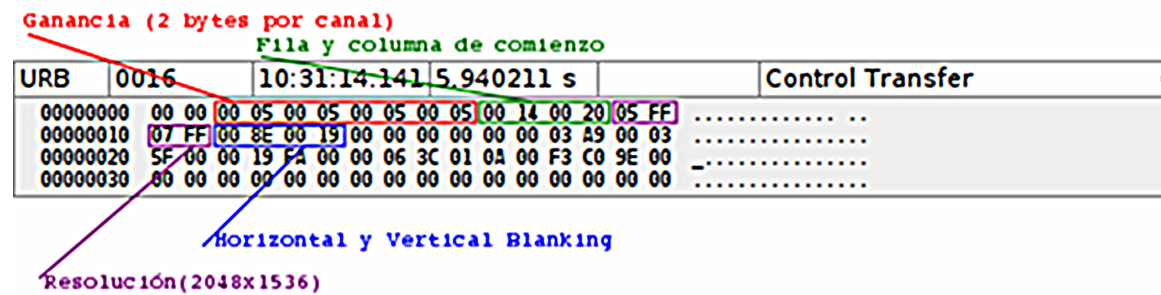 Ganancia (2 bytes por canal)
Fila y columna de comienzo
URB 0016 10:31:14.141 5.940211 s Control Transfer
00000000 00 00 00 05 00 05 00 05 00 05 00 14 00 20 05 FF ............. ..
00000010 07 FF 00 8E 00 19 00 00 00 00 00 00 03 A9 00 03 ................
00000020 5F 00 00 19 FA 00 00 06 3C 01 0A 00 F3 C0 9E 00 _...............
00000030 00 00 00 00 00 00 00 00 00 00 00 00 00 00 00 00 ................
Horizontal y Vertical Blanking
Resolución(2048x1536)